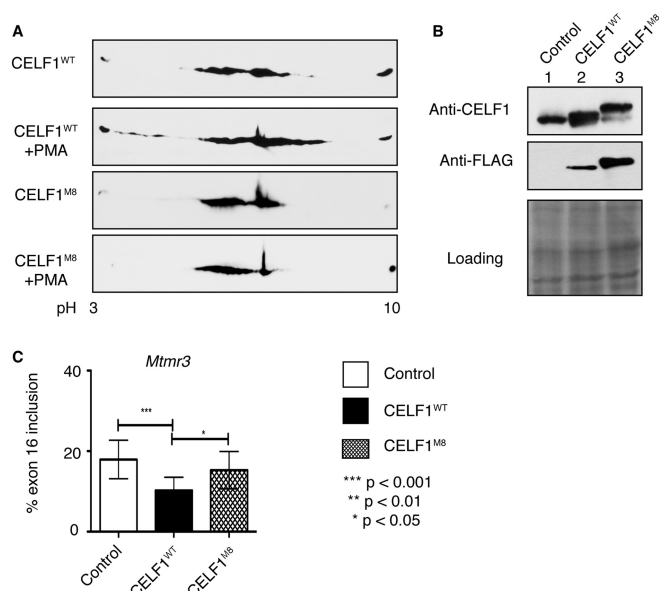 A
CELF1WT
CELF1WT
+PMA
CELF1M8
CELF1M8
+PMA
pH 3 10
B
Control
CELF1WT
CELF1M8
1 2 3
Anti-CELF1
Anti-FLAG
Loading
C
Mtmr3
% exon 16 inclusion
40
20
0
***
*
Control
CELF1WT
CELF1M8
Control
CELF1WT
CELF1M8
*** p < 0.001
** p < 0.01
* p < 0.05